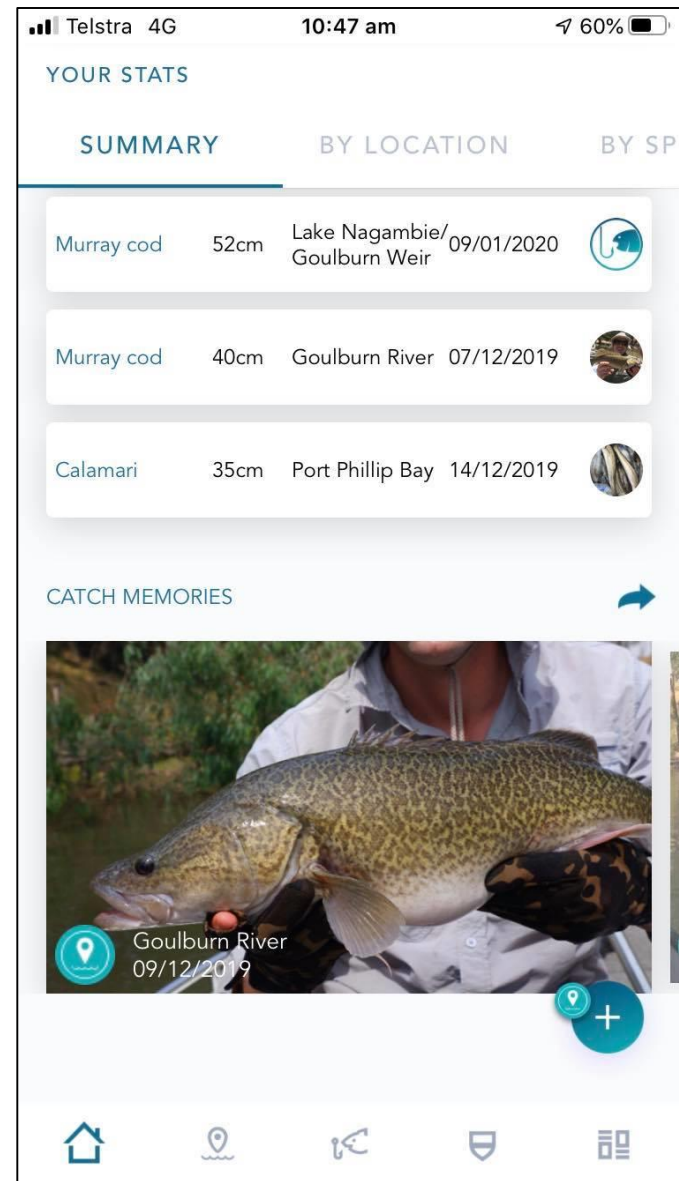 Telstra 4G 10:47 am 60%
YOUR STATS
SUMMARY BY LOCATION BY SP
Murray cod 52cm Lake Nagambie/ 09/01/2020
Goulburn Weir
Murray cod 40cm Goulburn River 07/12/2019
Calamari 35cm Port Phillip Bay 14/12/2019
CATCH MEMORIES
Goulburn River
09/12/2019